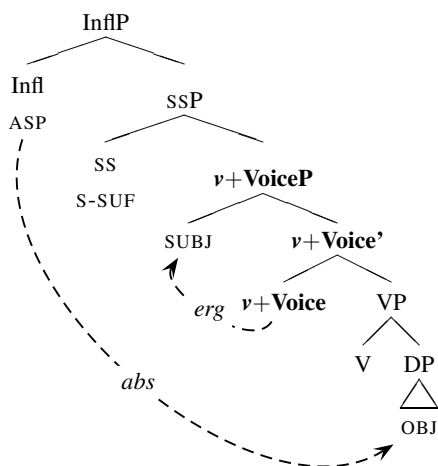 InflP
Infl
ASP
SSP
SS
S-SUF
v+VoiceP
SUBJ
v+Voice’
erg
v+Voice
VP
V
DP
abs
OBJ